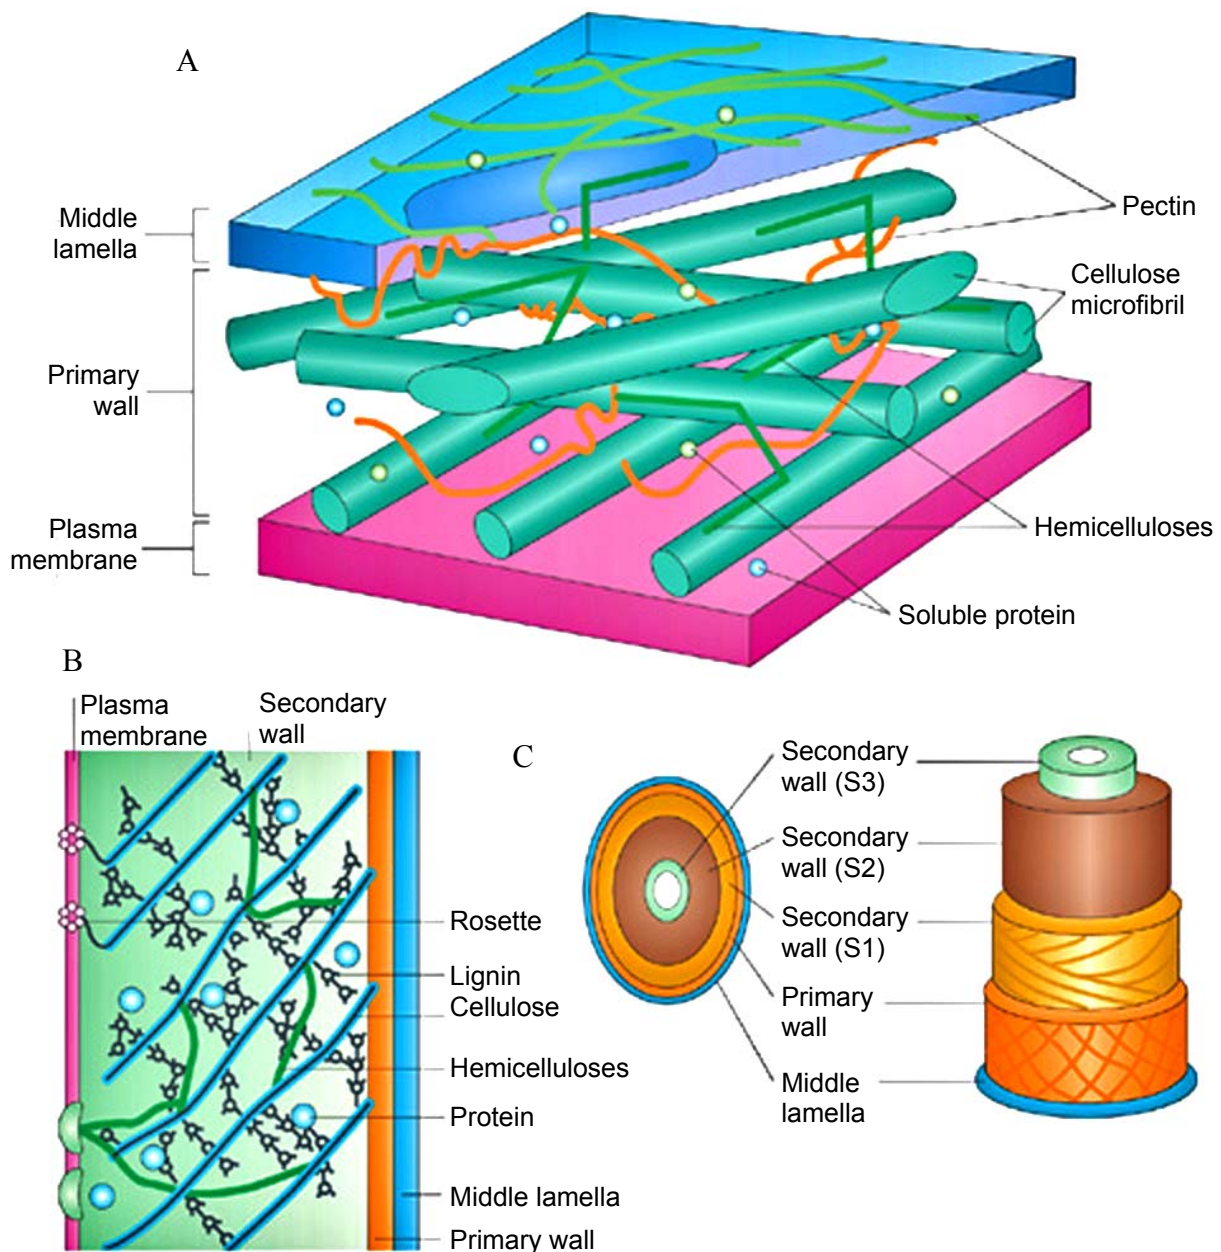 A
Middle
lamella
Primary
wall
Plasma
membrane
Pectin
Cellulose
microfibril
Hemicelluloses
Soluble protein
B
Plasma
membrane
Secondary
wall
Rosette
Lignin
Cellulose
Hemicelluloses
Protein
Middle lamella
Primary wall
C
Secondary
wall (S3)
Secondary
wall (S2)
Secondary
wall (S1)
Primary
wall
Middle
lamella